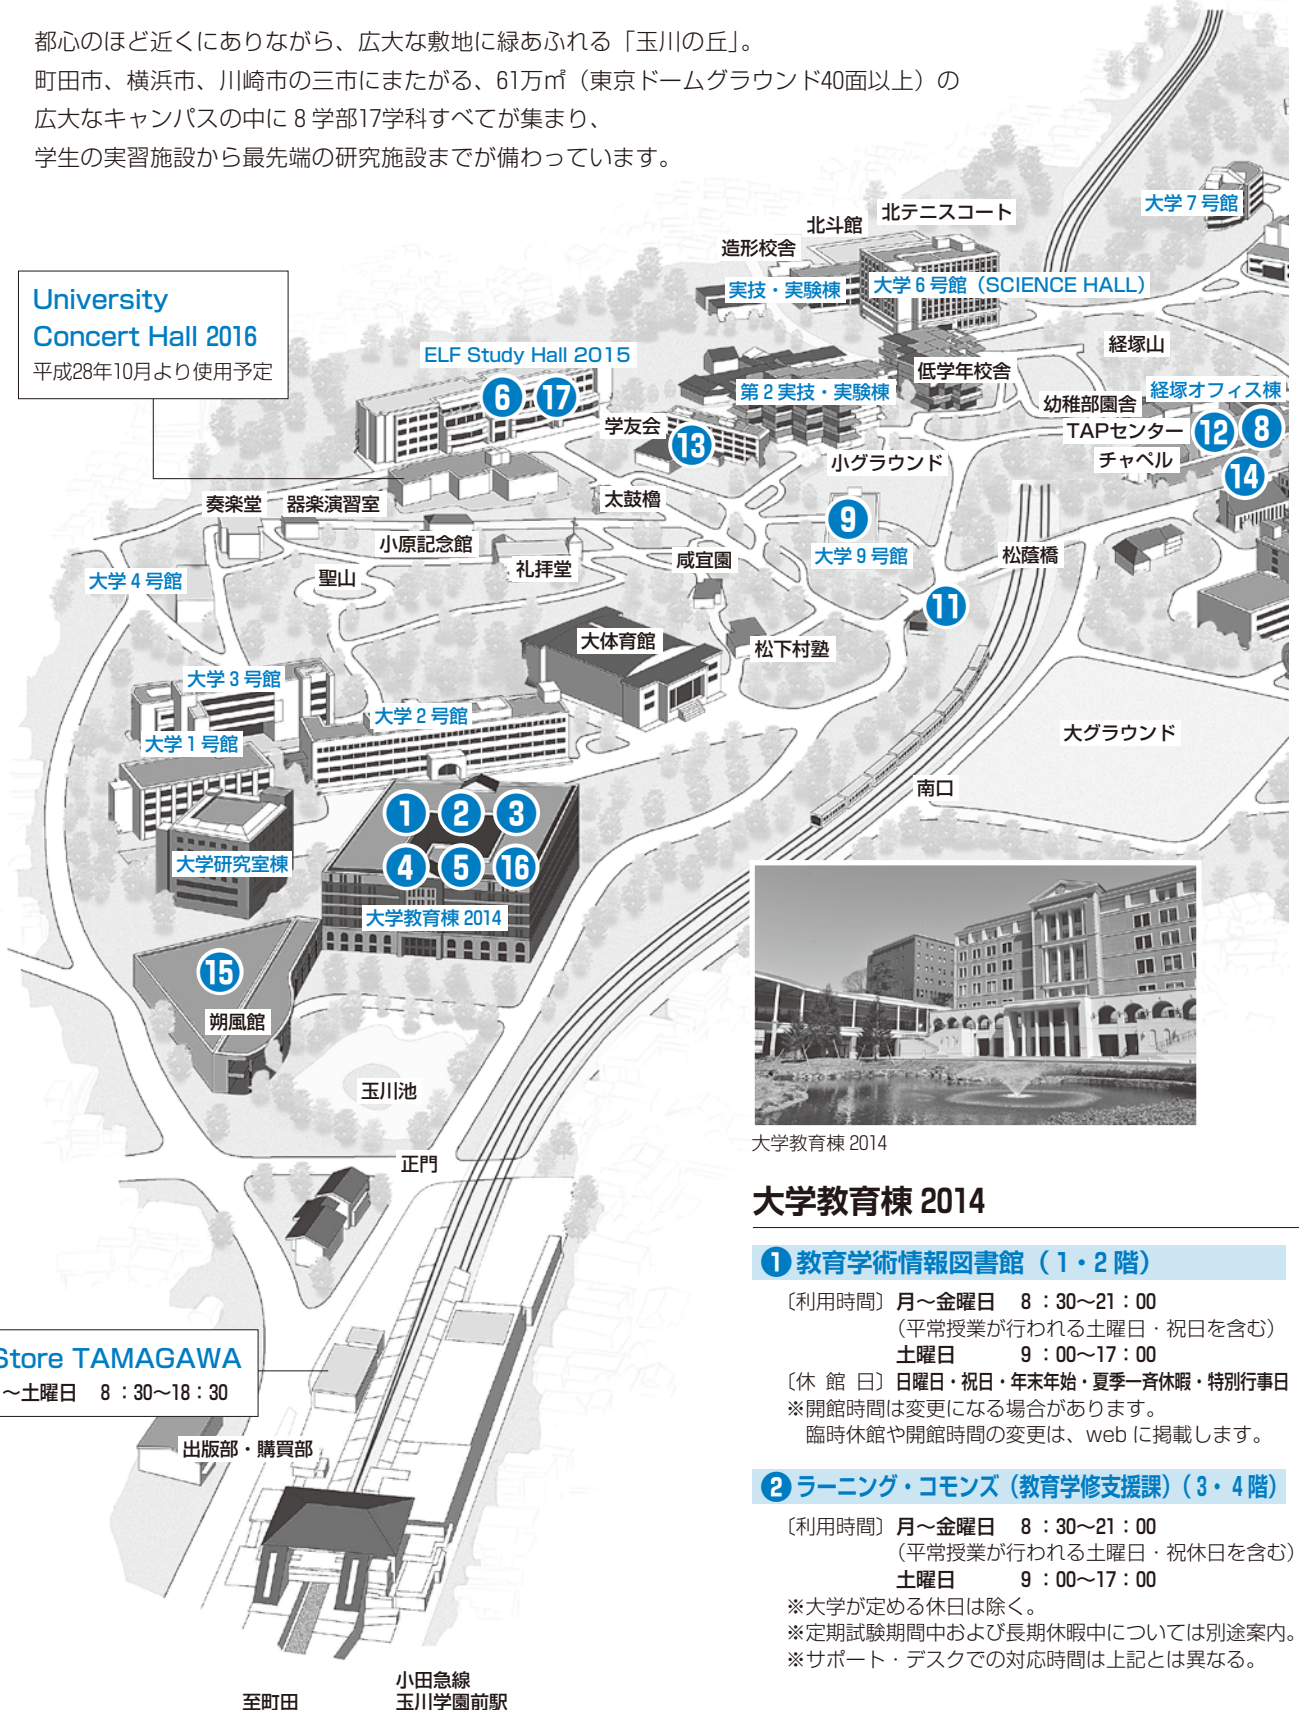 都心のほど近くにありながら、広大な敷地に緑あふれる「玉川の丘」。
町田市、横浜市、川崎市の三市にまたがる、61万㎡（東京ドームグラウンド40面以上）の
広大なキャンパスの中に8学部17学科すべてが集まり、
学生の実習施設から最先端の研究施設までが備わっています。
大学7号館
北テニスコート
北斗館
造形校舎
実技・実験棟
大学6号館（SCIENCE HALL）
University
Concert Hall 2016
平成28年10月より使用予定
ELF Study Hall 2015
6 17
経塚山
低学年校舎
第2実技・実験棟
経塚オフィス棟
幼稚部園舎
学友会
13
TAPセンター
12 8
チャペル
14
小グラウンド
奏楽堂
器楽演習室
太鼓櫓
9
小原記念館
大学9号館
松陰橋
礼拝堂
咸宜園
聖山
大学4号館
11
大体育館
松下村塾
大学3号館
大学2号館
大学1号館
大グラウンド
南口
1 2 3
4 5 16
大学研究室棟
大学教育棟 2014
15
朔風館
玉川池
正門
大学教育棟 2014
大学教育棟 2014
1 教育学術情報図書館（1・2階）
〔利用時間〕月～金曜日 8：30～21：00
（平常授業が行われる土曜日・祝日を含む）
土曜日 9：00～17：00
〔休館日〕日曜日・祝日・年末年始・夏季一斉休暇・特別行事日
※開館時間は変更になる場合があります。
臨時休館や開館時間の変更は、webに掲載します。
2 ラーニング・コモンズ（教育学修支援課）（3・4階）
〔利用時間〕月～金曜日 8：30～21：00
（平常授業が行われる土曜日・祝休日を含む）
土曜日 9：00～17：00
※大学が定める休日は除く。
※定期試験期間中および長期休暇中については別途案内。
※サポート・デスクでの対応時間は上記とは異なる。
Store TAMAGAWA
～土曜日 8：30～18：30
出版部・購買部
小田急線
玉川学園前駅
至町田